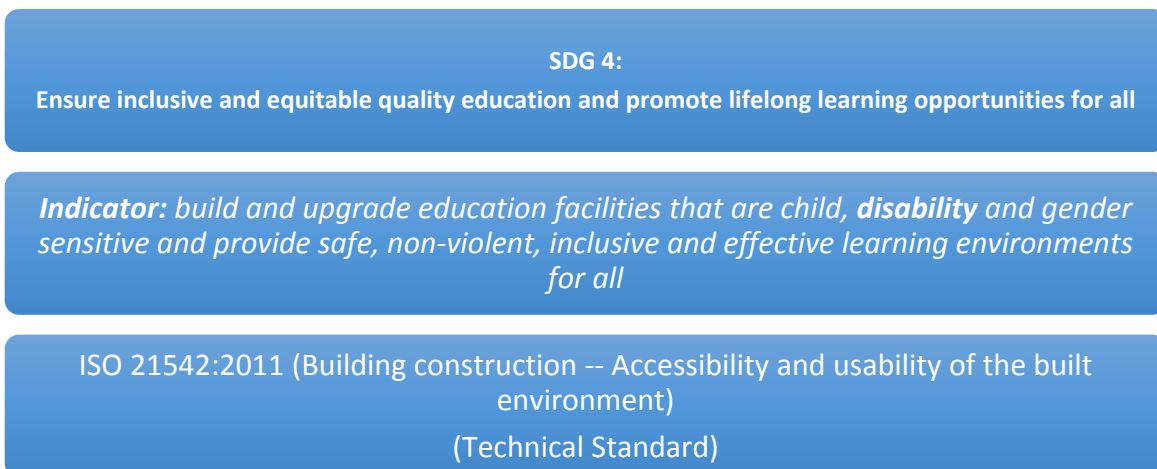 SDG 4:
Ensure inclusive and equitable quality education and promote lifelong learning opportunities for all
Indicator: build and upgrade education facilities that are child, disability and gender
sensitive and provide safe, non-violent, inclusive and effective learning environments
for all
ISO 21542:2011 (Building construction -- Accessibility and usability of the built
environment)
(Technical Standard)